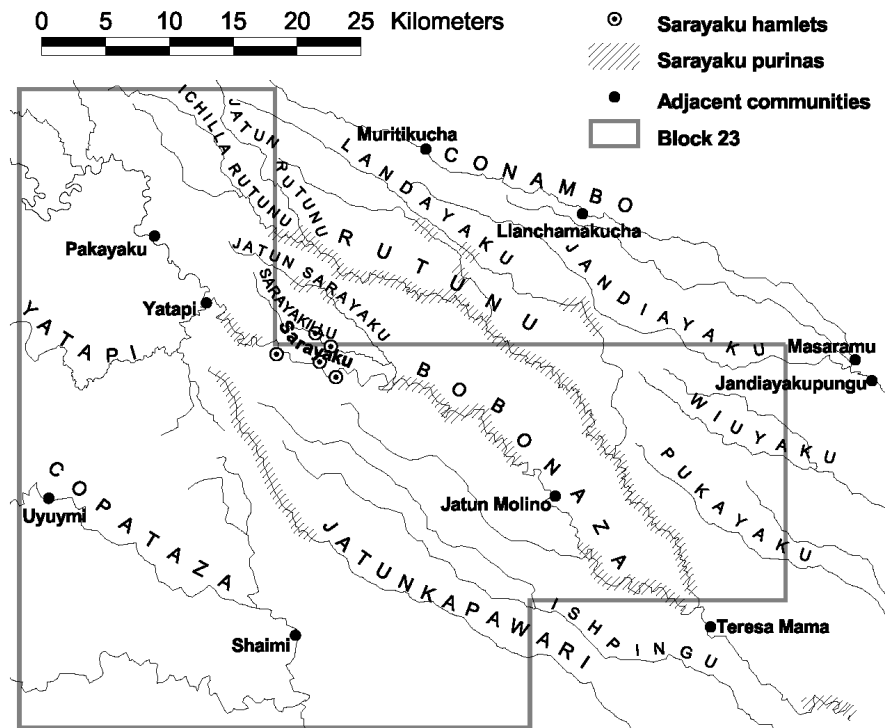 0 5 10 15 20 25 Kilometers
Sarayaku hamlets
Sarayaku purinas
Adjacent communities
Block 23
ICHILLA RUTUNU
JATUN RUTUNU
LANDAYAKU
Muritikucha
CONAMBO
Llanchamakucha
JANDIAYAKU
RUTUNU
Pakayaku
JATUN SARAYAKU
SARAYAKILLU
Yatapi
YATAPI
Sarayaku
Masaramu
Jandiayakupungu
BOBONAZA
WIUYAKU
PUKAYAKU
COPATAZA
Uyuymi
Jatun Molino
JATUNKAPAWARI
ISHPINGU
Teresa Mama
Shaimi